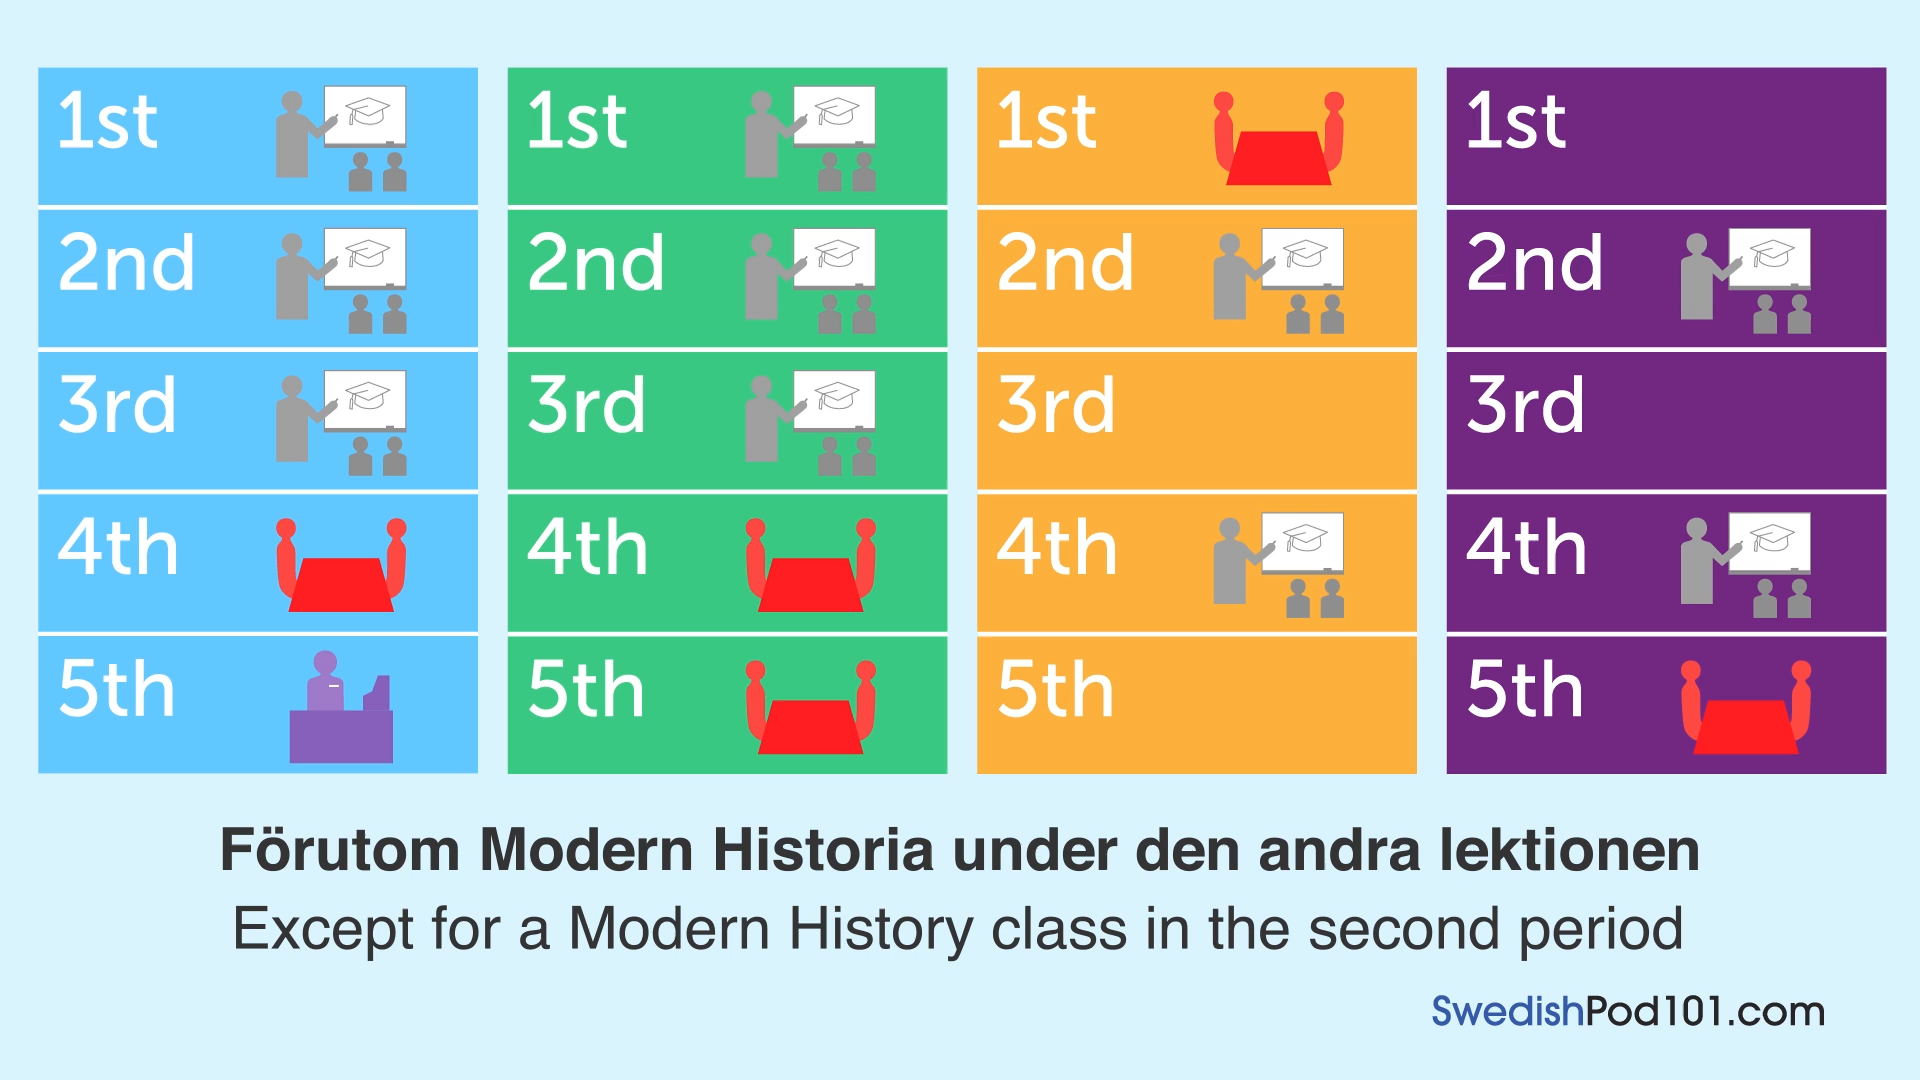 1st
2nd
3rd
4th
5th
1st
2nd
3rd
4th
5th
1st
2nd
3rd
4th
5th
1st
2nd
3rd
4th
5th
Förutom Modern Historia under den andra lektionen
Except for a Modern History class in the second period
SwedishPod101.com